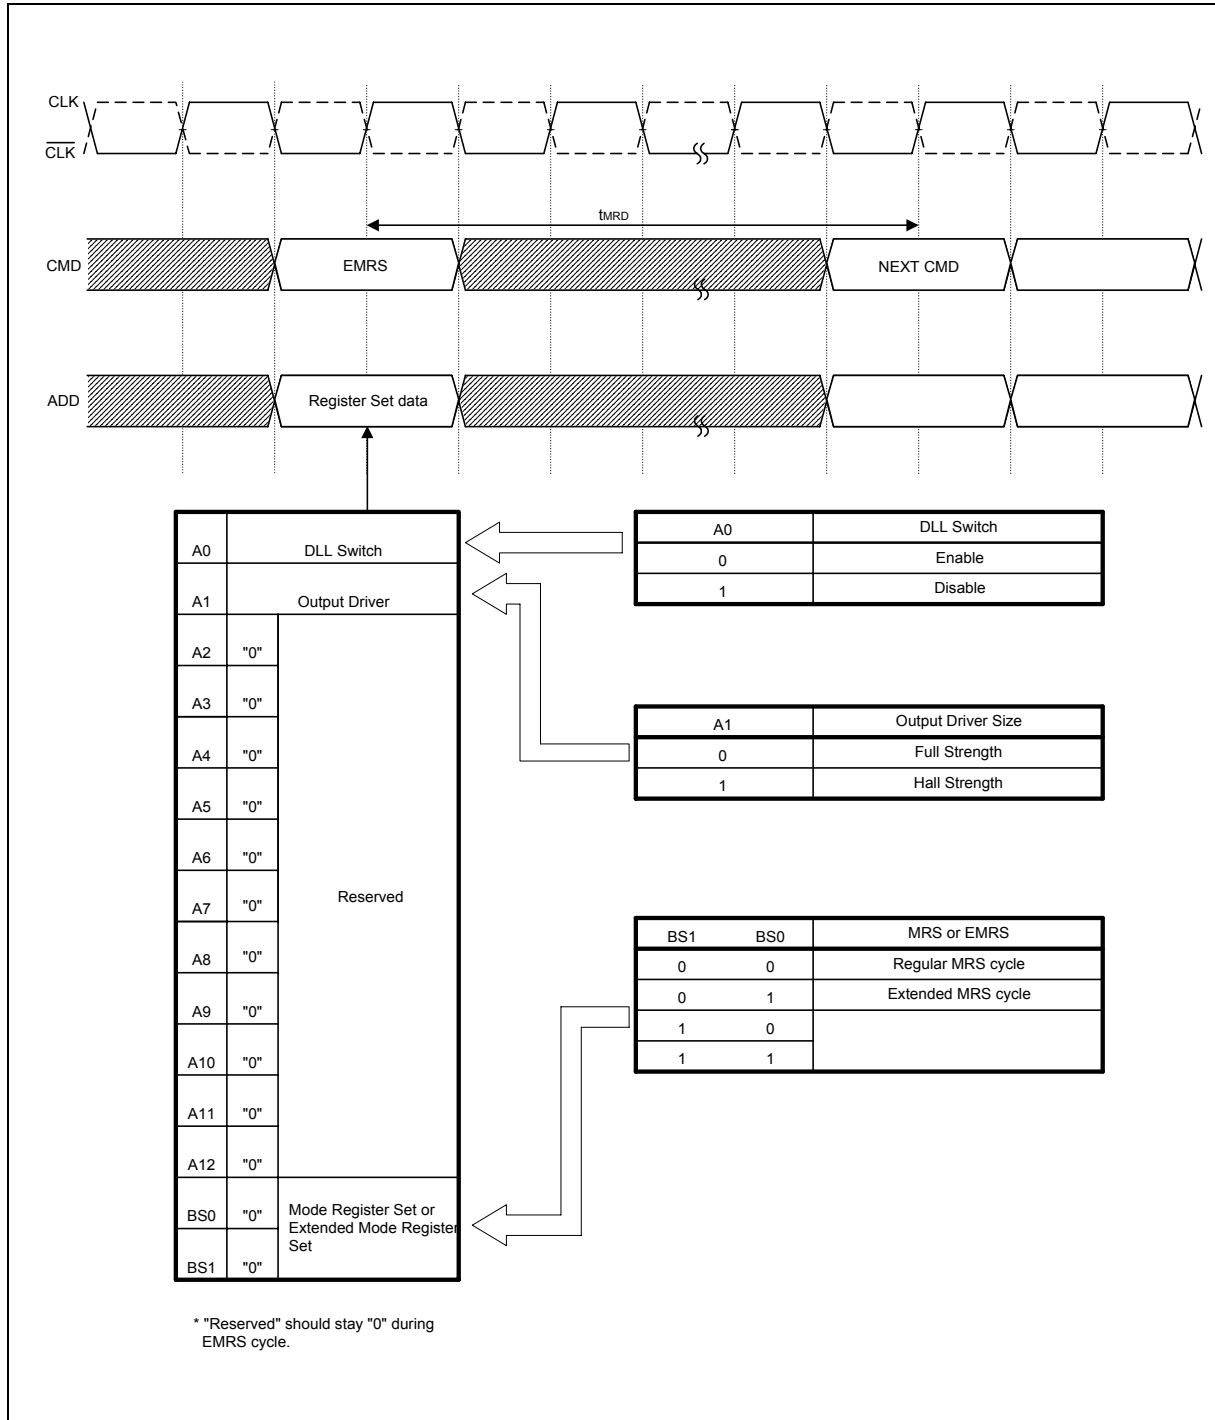 CLK
CLK
tMRD
CMD
EMRS
NEXT CMD
ADD
Register Set data
A0
DLL Switch
A1
Output Driver
A2
"0"
A3
"0"
A4
"0"
A5
"0"
A6
"0"
A7
"0"
Reserved
A8
"0"
A9
"0"
A10
"0"
A11
"0"
A12
"0"
BS0
"0"
Mode Register Set or
Extended Mode Register
Set
BS1
"0"
A0 DLL Switch
0 Enable
1 Disable
A1 Output Driver Size
0 Full Strength
1 Hall Strength
BS1 BS0 MRS or EMRS
0 0 Regular MRS cycle
0 1 Extended MRS cycle
1 0
1 1
* "Reserved" should stay "0" during
EMRS cycle.